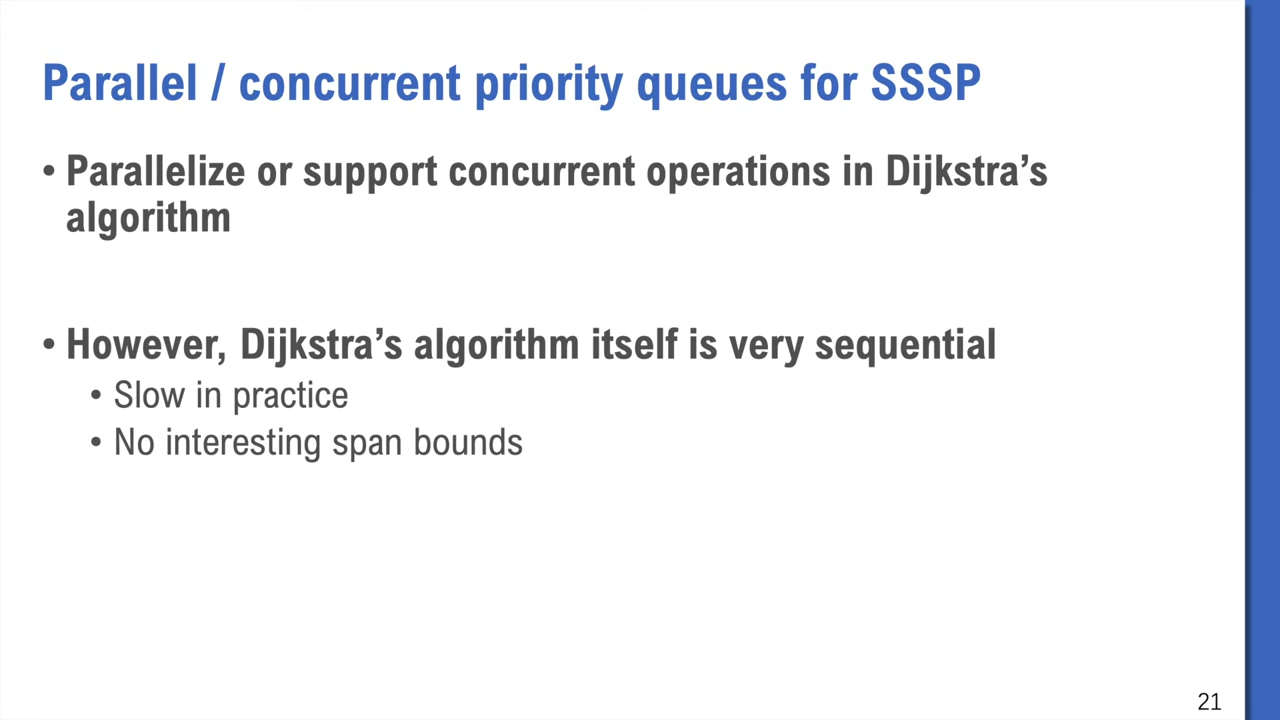 Parallel / concurrent priority queues for SSSP
• Parallelize or support concurrent operations in Dijkstra’s
algorithm
• However, Dijkstra’s algorithm itself is very sequential
• Slow in practice
• No interesting span bounds
21